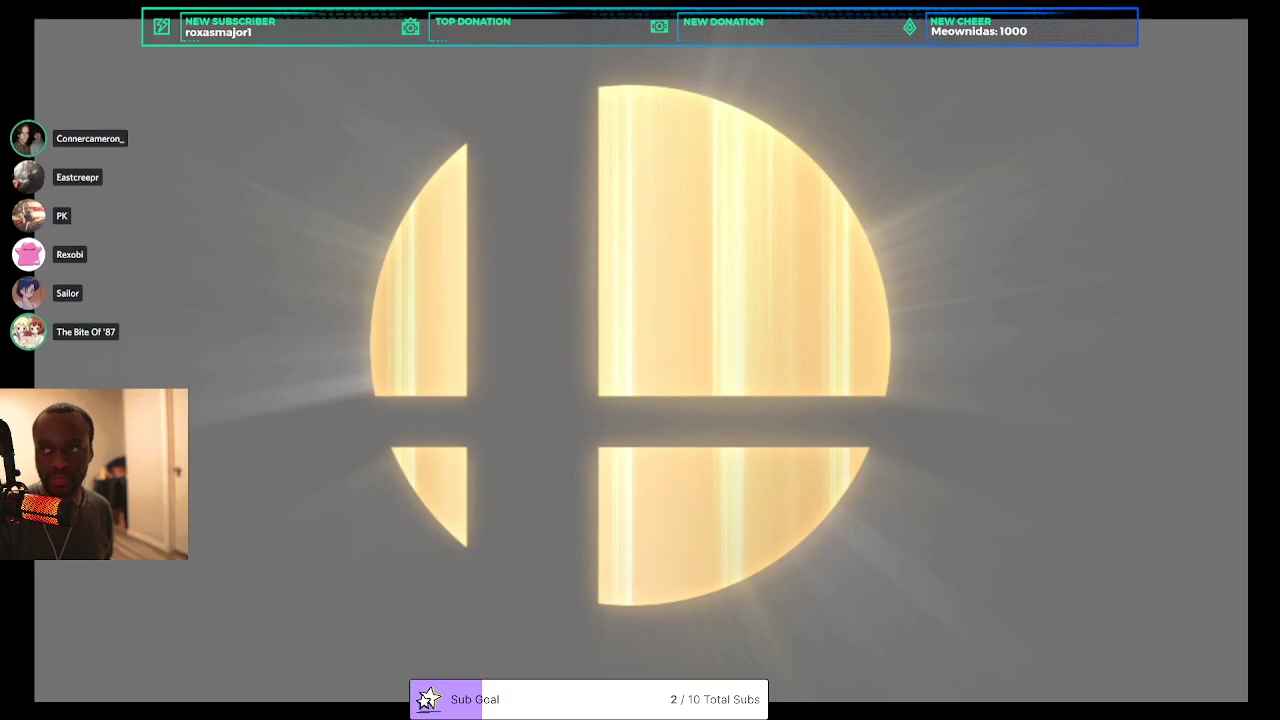 NEW SUBSCRIBER
roxasmajor1
TOP DONATION
NEW DONATION
NEW CHEER
Meownidas: 1000
Connercameron_
Eastcreepr
PK
Rexobi
Sailor
The Bite Of '87
Sub Goal
2 / 10 Total Subs